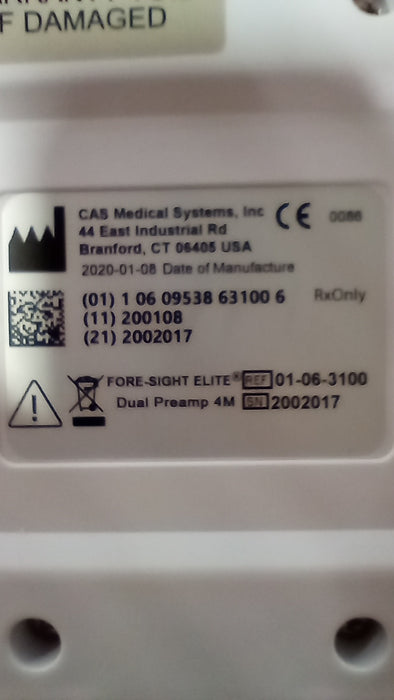 F DAMAGED
CAS Medical Systems, Inc
44 East Industrial Rd
Branford, CT 06405 USA
CE 0086
2020-01-08 Date of Manufacture
(01) 1 06 09538 63100 6
RxOnly
(11) 200108
(21) 2002017
FORE-SIGHT ELITE® REF 01-06-3100
Dual Preamp 4M SN 2002017